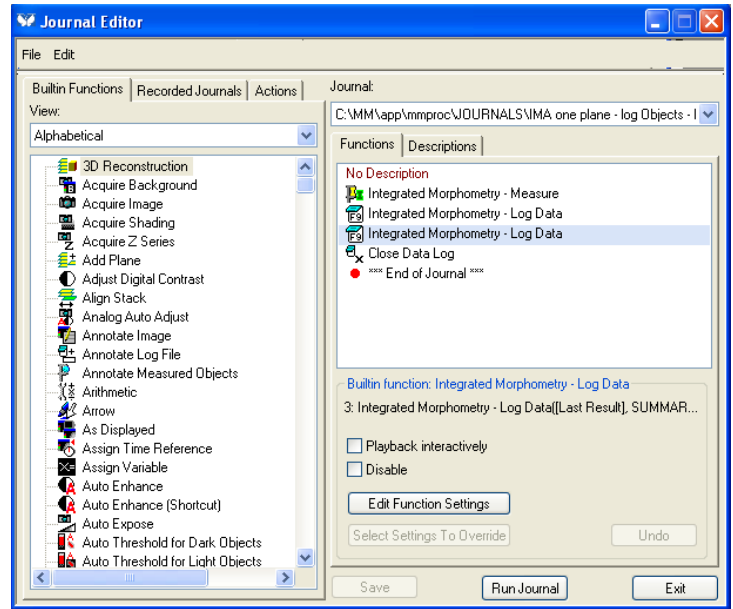 Journal Editor
File Edit
Builtin Functions Recorded Journals Actions
View:
Alphabetical
3D Reconstruction
Acquire Background
Acquire Image
Acquire Shading
Acquire Z Series
Add Plane
Adjust Digital Contrast
Align Stack
Analog Auto Adjust
Annotate Image
Annotate Log File
Annotate Measured Objects
Arithmetic
Arrow
As Displayed
Assign Time Reference
Assign Variable
Auto Enhance
Auto Enhance (Shortcut)
Auto Expose
Auto Threshold for Dark Objects
Auto Threshold for Light Objects
Journal:
C:\MM\app\mmproc\JOURNALS\IMA one plane - log Objects - I
Functions Descriptions
No Description
Integrated Morphometry - Measure
F9 Integrated Morphometry - Log Data
F9 Integrated Morphometry - Log Data
Close Data Log
*** End of Journal ***
Builtin function: Integrated Morphometry - Log Data
3: Integrated Morphometry - Log Data([Last Result], SUMMAR...
Playback interactively
Disable
Edit Function Settings
Select Settings To Override Undo
Save Run Journal Exit